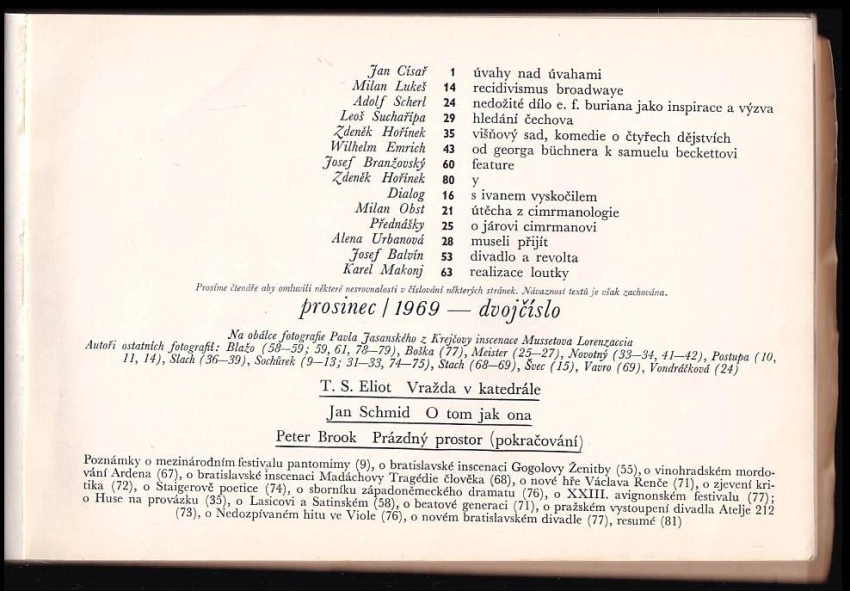 Jan Císař 1 úvahy nad úvahami
Milan Lukeš 14 recidivismus broadwaye
Adolf Scherl 24 nedožité dílo e. f. buriana jako inspirace a výzva
Leoš Suchařípa 29 hledání čechova
Zdeněk Hořínek 35 višňový sad, komedie o čtyřech dějstvích
Wilhelm Emrich 43 od georga büchnera k samuelu beckettovi
Josef Branžovský 60 feature
Zdeněk Hořínek 80 y
Dialog 16 s ivanem vyskočilem
Milan Obst 21 útěcha z cimrmanologie
Přednášky 25 o járovi cimrmanovi
Alena Urbanová 28 museli přijít
Josef Balvín 53 divadlo a revolta
Karel Makonj 63 realizace loutky
Prosíme čtenáře aby omluvili některé nesrovnalosti v číslování některých stránek. Návaznost textů je však zachována.
prosinec / 1969 — dvojčíslo
Na obálce fotografie Pavla Jasanského z Krejčovy inscenace Mussetova Lorenzaccia
Autoři ostatních fotografií: Blažo (58—59; 59, 61, 78—79), Boška (77), Meister (25—27), Novotný (33—34, 41—42), Postupa (10,
11, 14), Slach (36—39), Sochůrek (9—13; 31—33, 74—75), Stach (68—69), Švec (15), Vavro (69), Vondráčková (24)
T. S. Eliot Vražda v katedrále
Jan Schmid O tom jak ona
Peter Brook Prázdný prostor (pokračování)
Poznámky o mezinárodním festivalu pantomimy (9), o bratislavské inscenaci Gogolovy Ženitby (55), o vinohradském mordo-
vání Ardena (67), o bratislavské inscenaci Madáchovy Tragédie člověka (68), o nové hře Václava Renče (71), o zjevení kri-
tika (72), o Staigerově poetice (74), o sborníku západoněmeckého dramatu (76), o XXIII. avignonském festivalu (77);
o Huse na provázku (35), o Lasicovi a Satinském (58), o beatové generaci (71), o pražském vystoupení divadla Atelje 212
(73), o Nedozpívaném hitu ve Viole (76), o novém bratislavském divadle (77), resumé (81)